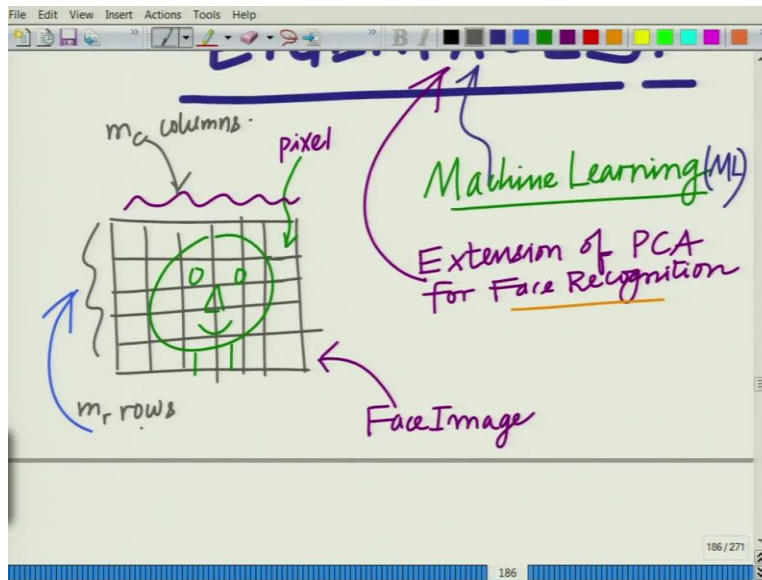 File Edit View Insert Actions Tools Help
B I
EIGENFACES.
m_c columns.
pixel
Machine Learning (ML)
Extension of PCA
for Face Recognition
m_r rows
Face Image
186 / 271
186